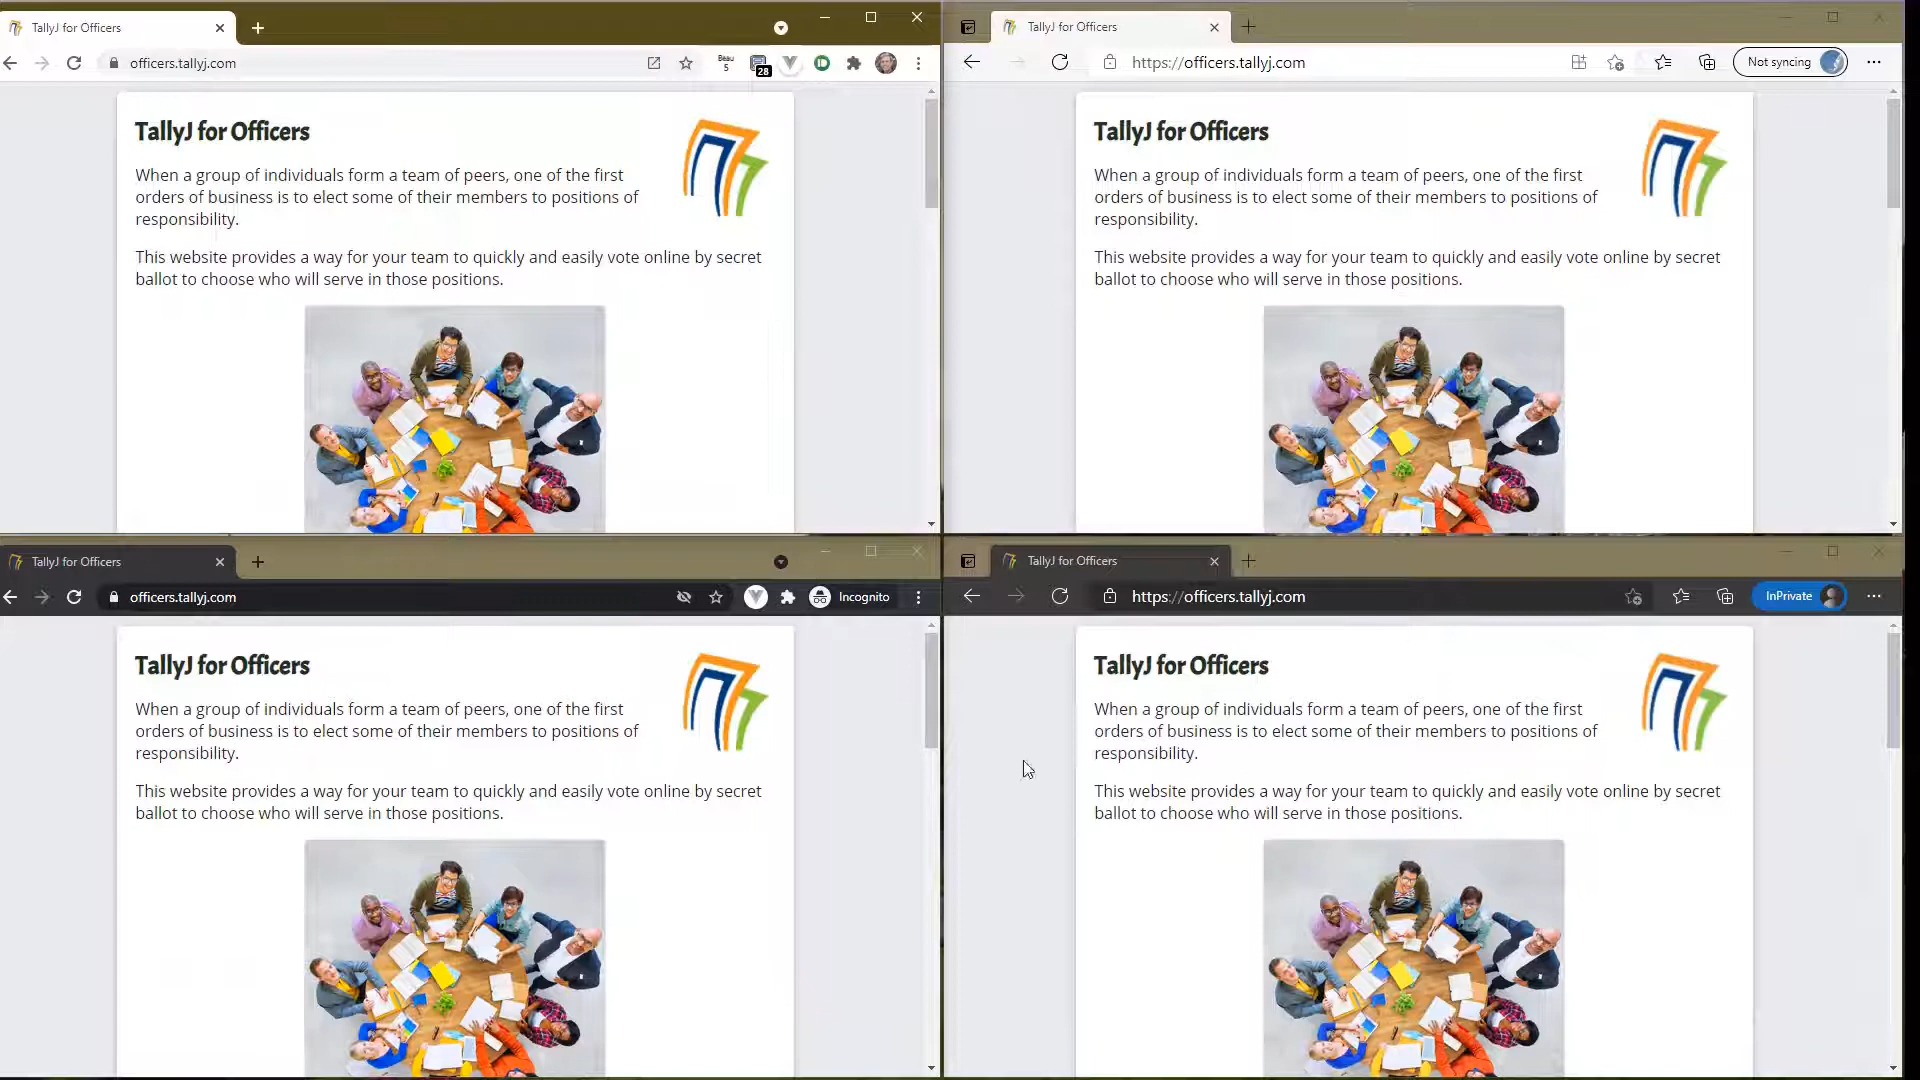 TallyJ for Officers
officers.tallyj.com
Beau
5
28
TallyJ for Officers
When a group of individuals form a team of peers, one of the first
orders of business is to elect some of their members to positions of
responsibility.
This website provides a way for your team to quickly and easily vote online by secret
ballot to choose who will serve in those positions.
TallyJ for Officers
https://officers.tallyj.com
Not syncing
TallyJ for Officers
When a group of individuals form a team of peers, one of the first
orders of business is to elect some of their members to positions of
responsibility.
This website provides a way for your team to quickly and easily vote online by secret
ballot to choose who will serve in those positions.
TallyJ for Officers
officers.tallyj.com
Incognito
TallyJ for Officers
When a group of individuals form a team of peers, one of the first
orders of business is to elect some of their members to positions of
responsibility.
This website provides a way for your team to quickly and easily vote online by secret
ballot to choose who will serve in those positions.
TallyJ for Officers
https://officers.tallyj.com
InPrivate
TallyJ for Officers
When a group of individuals form a team of peers, one of the first
orders of business is to elect some of their members to positions of
responsibility.
This website provides a way for your team to quickly and easily vote online by secret
ballot to choose who will serve in those positions.